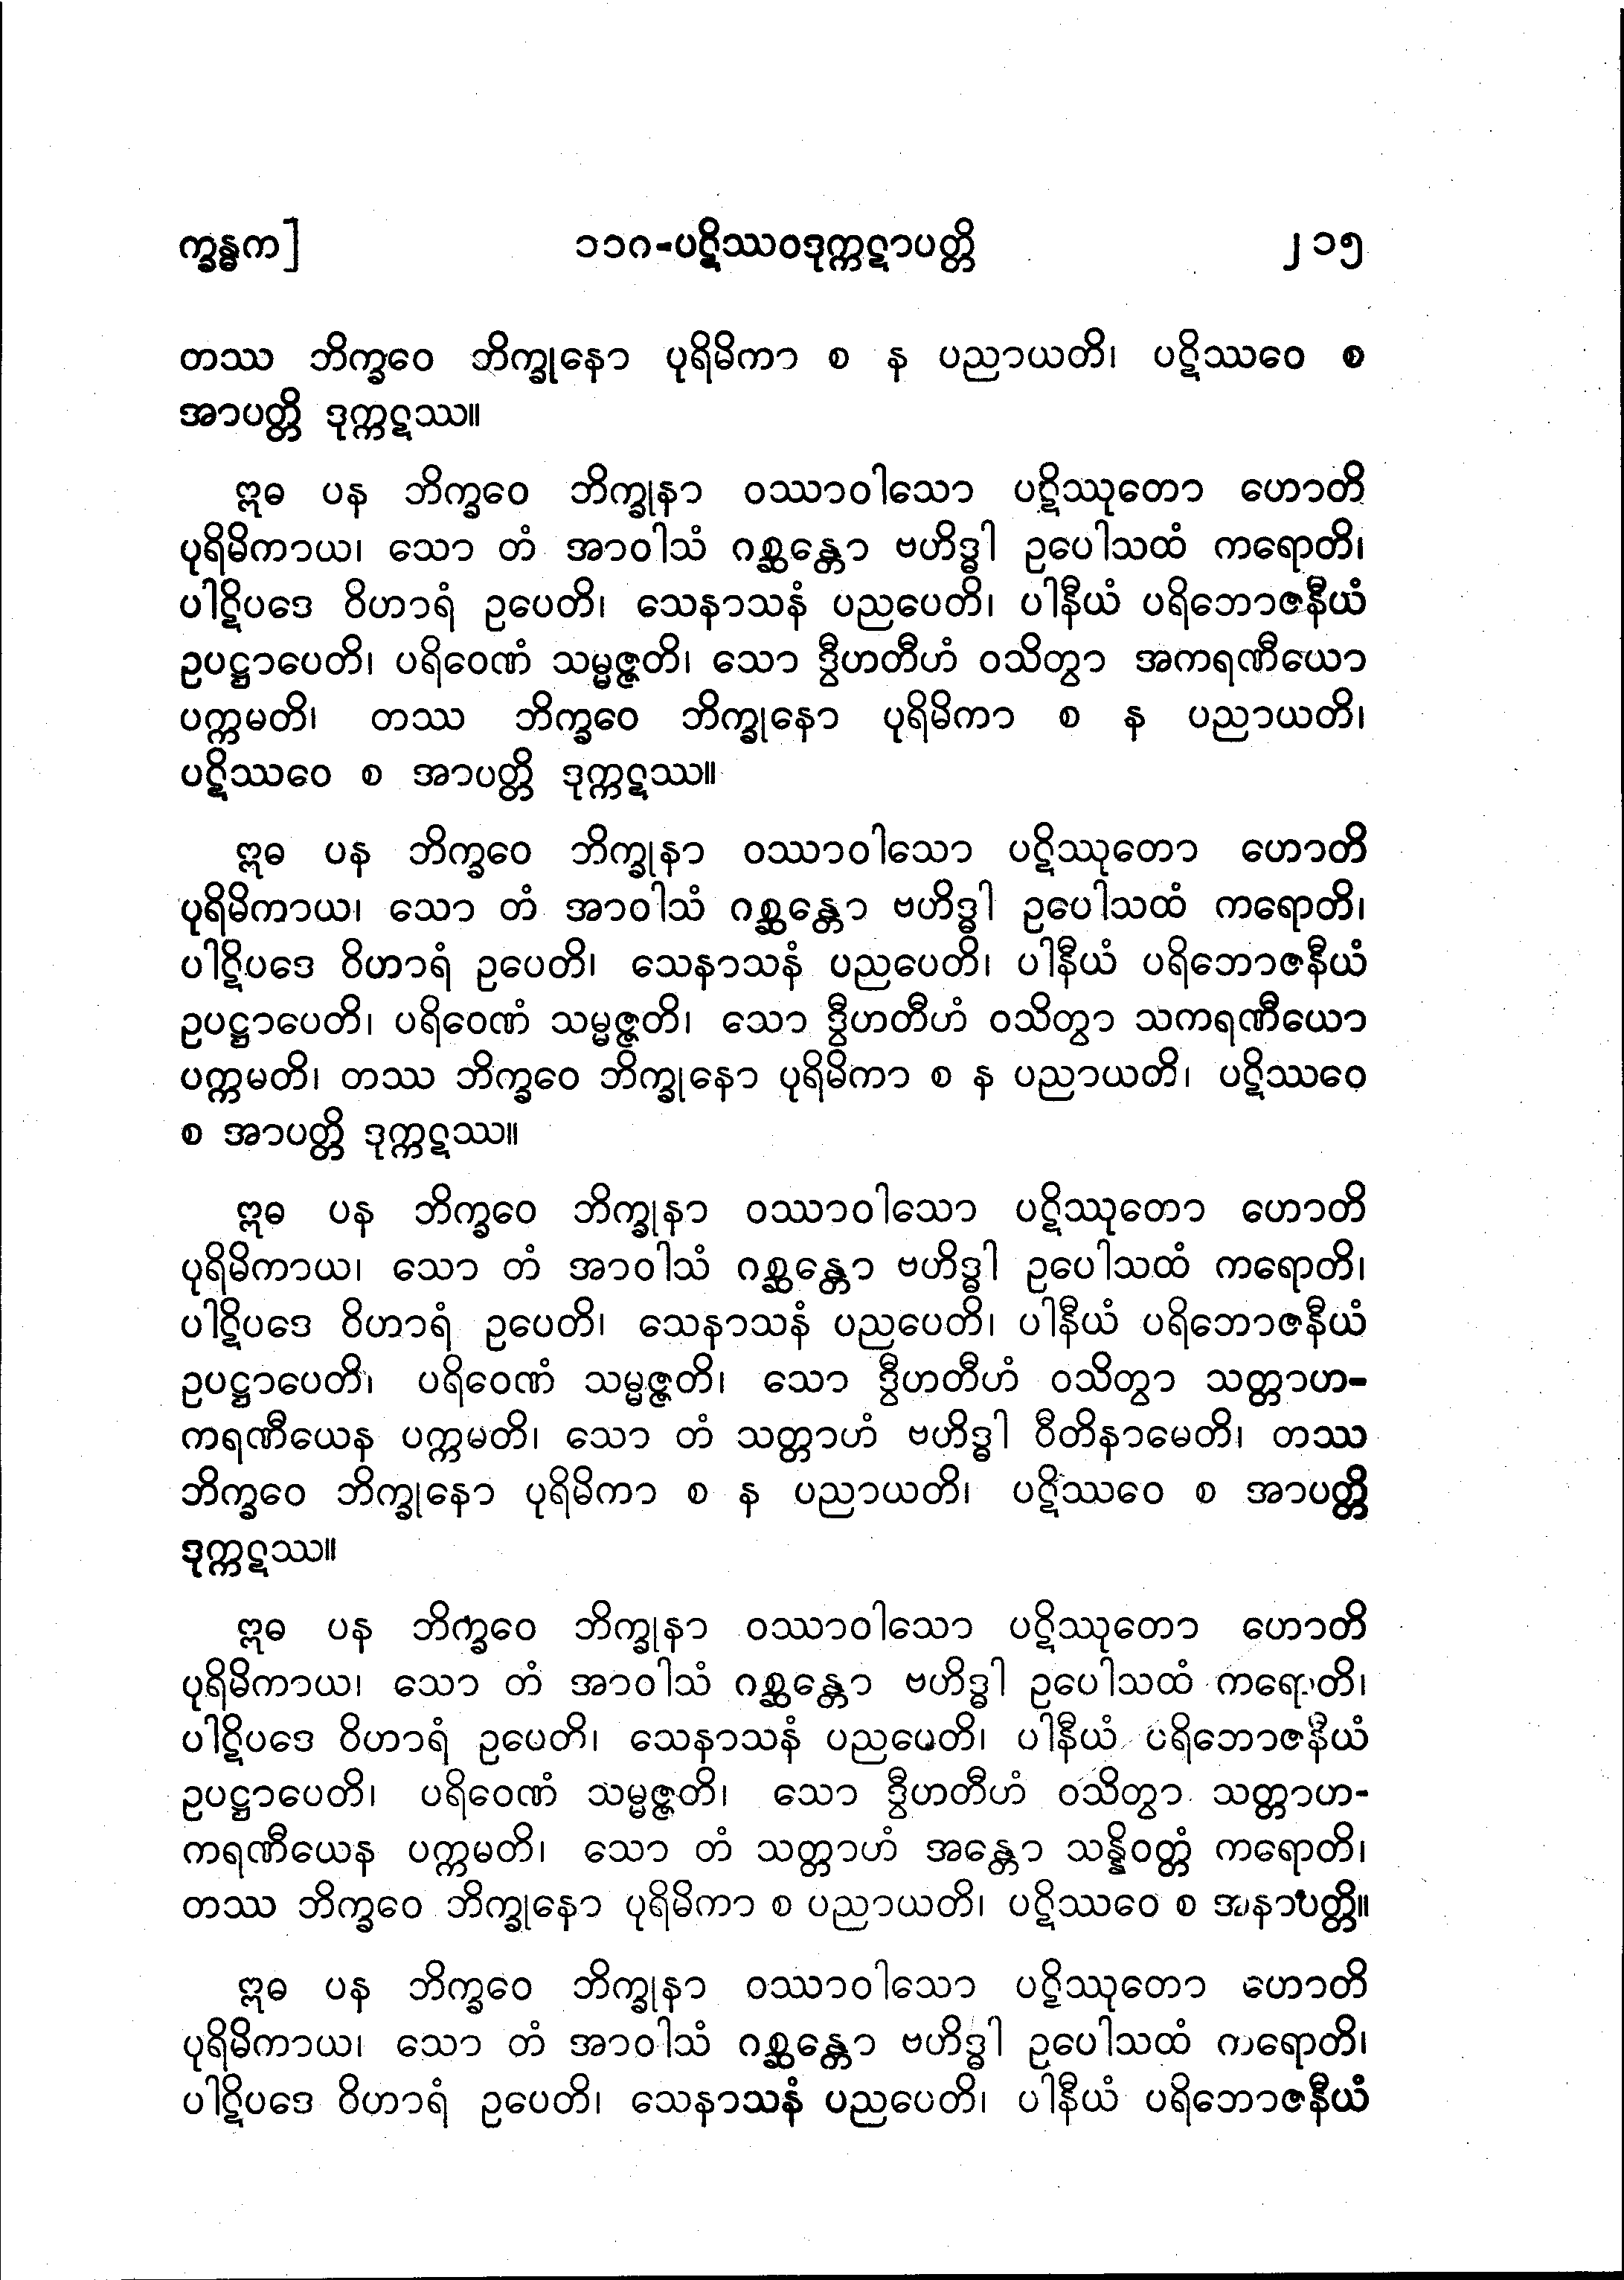 က္ခန္ဓက] ၁၁၈-ပဋိဿဝဒုက္ကဋာပတ္တိ ၂၁၅
တဿ ဘိက္ခဝေ ဘိက္ခုနော ပုရိမိကာ စ န ပညာယတိ၊ ပဋိဿဝေ စ
အာပတ္တိ ဒုက္ကဋဿ။
ဣဓ ပန ဘိက္ခဝေ ဘိက္ခုနာ ဝဿာဝါသော ပဋိဿုတော ဟောတိ
ပုရိမိကာယ၊ သော တံ အာဝါသံ ဂစ္ဆန္တော ဗဟိဒ္ဓါ ဥပေါသထံ ကရောတိ၊
ပါဋိပဒေ ဝိဟာရံ ဥပေတိ၊ သေနာသနံ ပညပေတိ၊ ပါနီယံ ပရိဘောဇနီယံ
ဥပဋ္ဌာပေတိ၊ ပရိဝေဏံ သမ္မဇ္ဇတိ၊ သော ဒွီဟတီဟံ ဝသိတွာ အကရဏီယော
ပက္ကမတိ၊ တဿ ဘိက္ခဝေ ဘိက္ခုနော ပုရိမိကာ စ န ပညာယတိ၊
ပဋိဿဝေ စ အာပတ္တိ ဒုက္ကဋဿ။
ဣဓ ပန ဘိက္ခဝေ ဘိက္ခုနာ ဝဿာဝါသော ပဋိဿုတော ဟောတိ
ပုရိမိကာယ၊ သော တံ အာဝါသံ ဂစ္ဆန္တော ဗဟိဒ္ဓါ ဥပေါသထံ ကရောတိ၊
ပါဋိပဒေ ဝိဟာရံ ဥပေတိ၊ သေနာသနံ ပညပေတိ၊ ပါနီယံ ပရိဘောဇနီယံ
ဥပဋ္ဌာပေတိ၊ ပရိဝေဏံ သမ္မဇ္ဇတိ၊ သော ဒွီဟတီဟံ ဝသိတွာ သကရဏီယော
ပက္ကမတိ၊ တဿ ဘိက္ခဝေ ဘိက္ခုနော ပုရိမိကာ စ န ပညာယတိ၊ ပဋိဿဝေ
စ အာပတ္တိ ဒုက္ကဋဿ။
ဣဓ ပန ဘိက္ခဝေ ဘိက္ခုနာ ဝဿာဝါသော ပဋိဿုတော ဟောတိ
ပုရိမိကာယ၊ သော တံ အာဝါသံ ဂစ္ဆန္တော ဗဟိဒ္ဓါ ဥပေါသထံ ကရောတိ၊
ပါဋိပဒေ ဝိဟာရံ ဥပေတိ၊ သေနာသနံ ပညပေတိ၊ ပါနီယံ ပရိဘောဇနီယံ
ဥပဋ္ဌာပေတိ၊ ပရိဝေဏံ သမ္မဇ္ဇတိ၊ သော ဒွီဟတီဟံ ဝသိတွာ သတ္တာဟ-
ကရဏီယေန ပက္ကမတိ၊ သော တံ သတ္တာဟံ ဗဟိဒ္ဓါ ဝီတိနာမေတိ၊ တဿ
ဘိက္ခဝေ ဘိက္ခုနော ပုရိမိကာ စ န ပညာယတိ၊ ပဋိဿဝေ စ အာပတ္တိ
ဒုက္ကဋဿ။
ဣဓ ပန ဘိက္ခဝေ ဘိက္ခုနာ ဝဿာဝါသော ပဋိဿုတော ဟောတိ
ပုရိမိကာယ၊ သော တံ အာဝါသံ ဂစ္ဆန္တော ဗဟိဒ္ဓါ ဥပေါသထံ ကရောတိ၊
ပါဋိပဒေ ဝိဟာရံ ဥပေတိ၊ သေနာသနံ ပညပေတိ၊ ပါနီယံ ပရိဘောဇနီယံ
ဥပဋ္ဌာပေတိ၊ ပရိဝေဏံ သမ္မဇ္ဇတိ၊ သော ဒွီဟတီဟံ ဝသိတွာ သတ္တာဟ-
ကရဏီယေန ပက္ကမတိ၊ သော တံ သတ္တာဟံ အန္တော သန္နိဝတ္တံ ကရောတိ၊
တဿ ဘိက္ခဝေ ဘိက္ခုနော ပုရိမိကာ စ ပညာယတိ၊ ပဋိဿဝေ စ အနာပတ္တိ။
ဣဓ ပန ဘိက္ခဝေ ဘိက္ခုနာ ဝဿာဝါသော ပဋိဿုတော ဟောတိ
ပုရိမိကာယ၊ သော တံ အာဝါသံ ဂစ္ဆန္တော ဗဟိဒ္ဓါ ဥပေါသထံ ကရောတိ၊
ပါဋိပဒေ ဝိဟာရံ ဥပေတိ၊ သေနာသနံ ပညပေတိ၊ ပါနီယံ ပရိဘောဇနီယံ